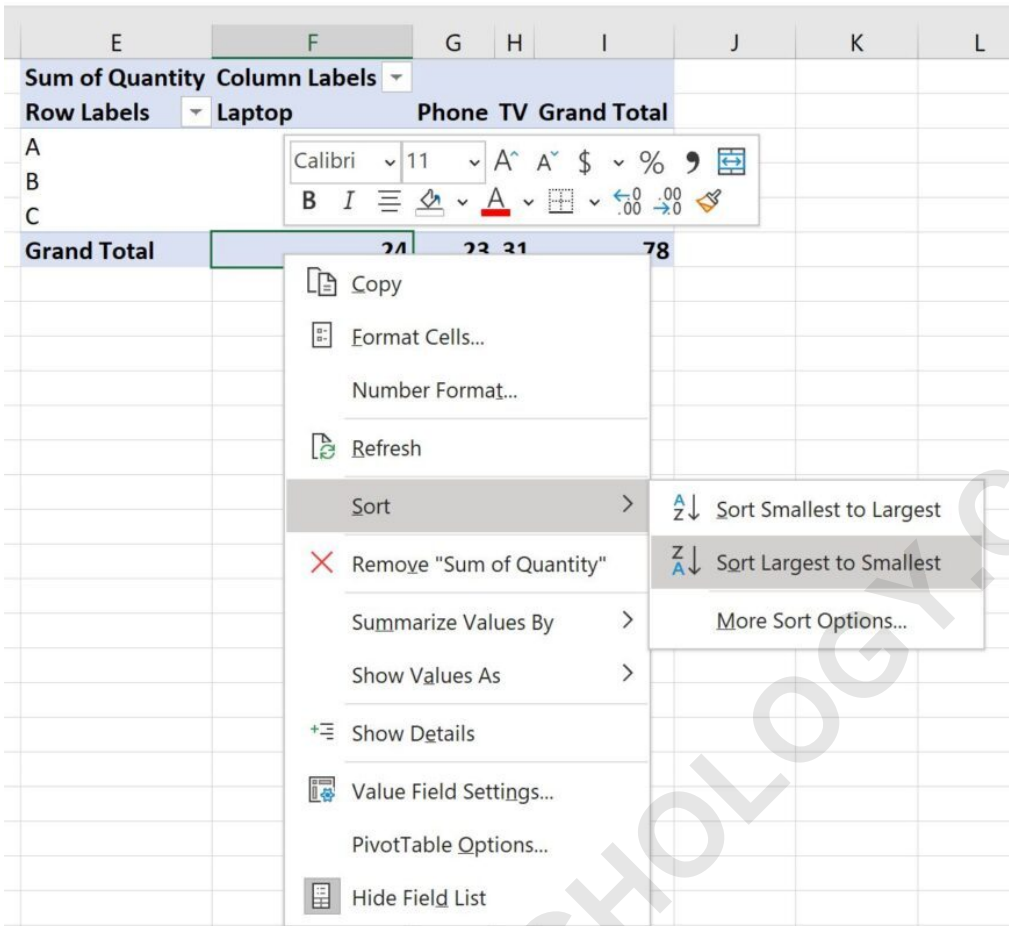 E F G H I J K L
Sum of Quantity Column Labels
Row Labels Laptop Phone TV Grand Total
A
B
C
Calibri 11 A^ A˅ $ % ,
B I A .00 .00
Grand Total 24 23 31 78
Copy
Format Cells...
Number Format...
Refresh
Sort
Sort Smallest to Largest
Sort Largest to Smallest
More Sort Options...
Remove "Sum of Quantity"
Summarize Values By
Show Values As
Show Details
Value Field Settings...
PivotTable Options...
Hide Field List
HOLOGY.C